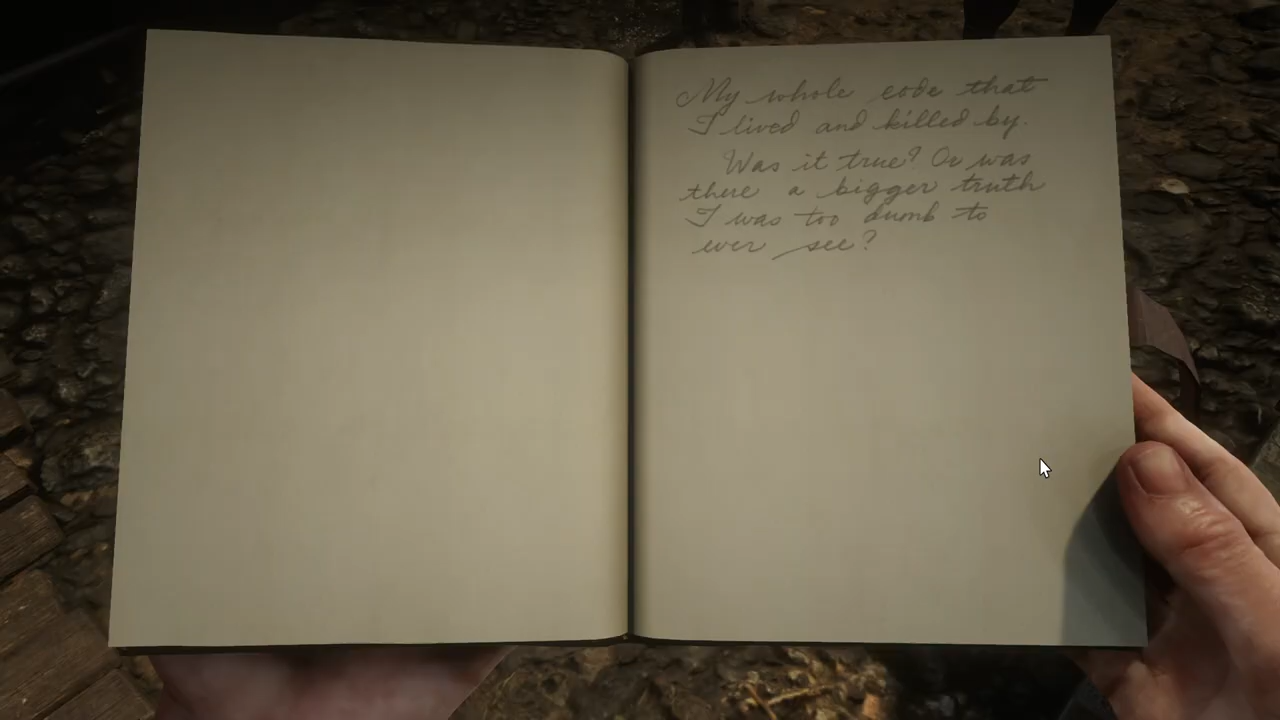 My whole code that
I lived and killed by.
Was it true? Or was
there a bigger truth
I was too dumb to
ever see?